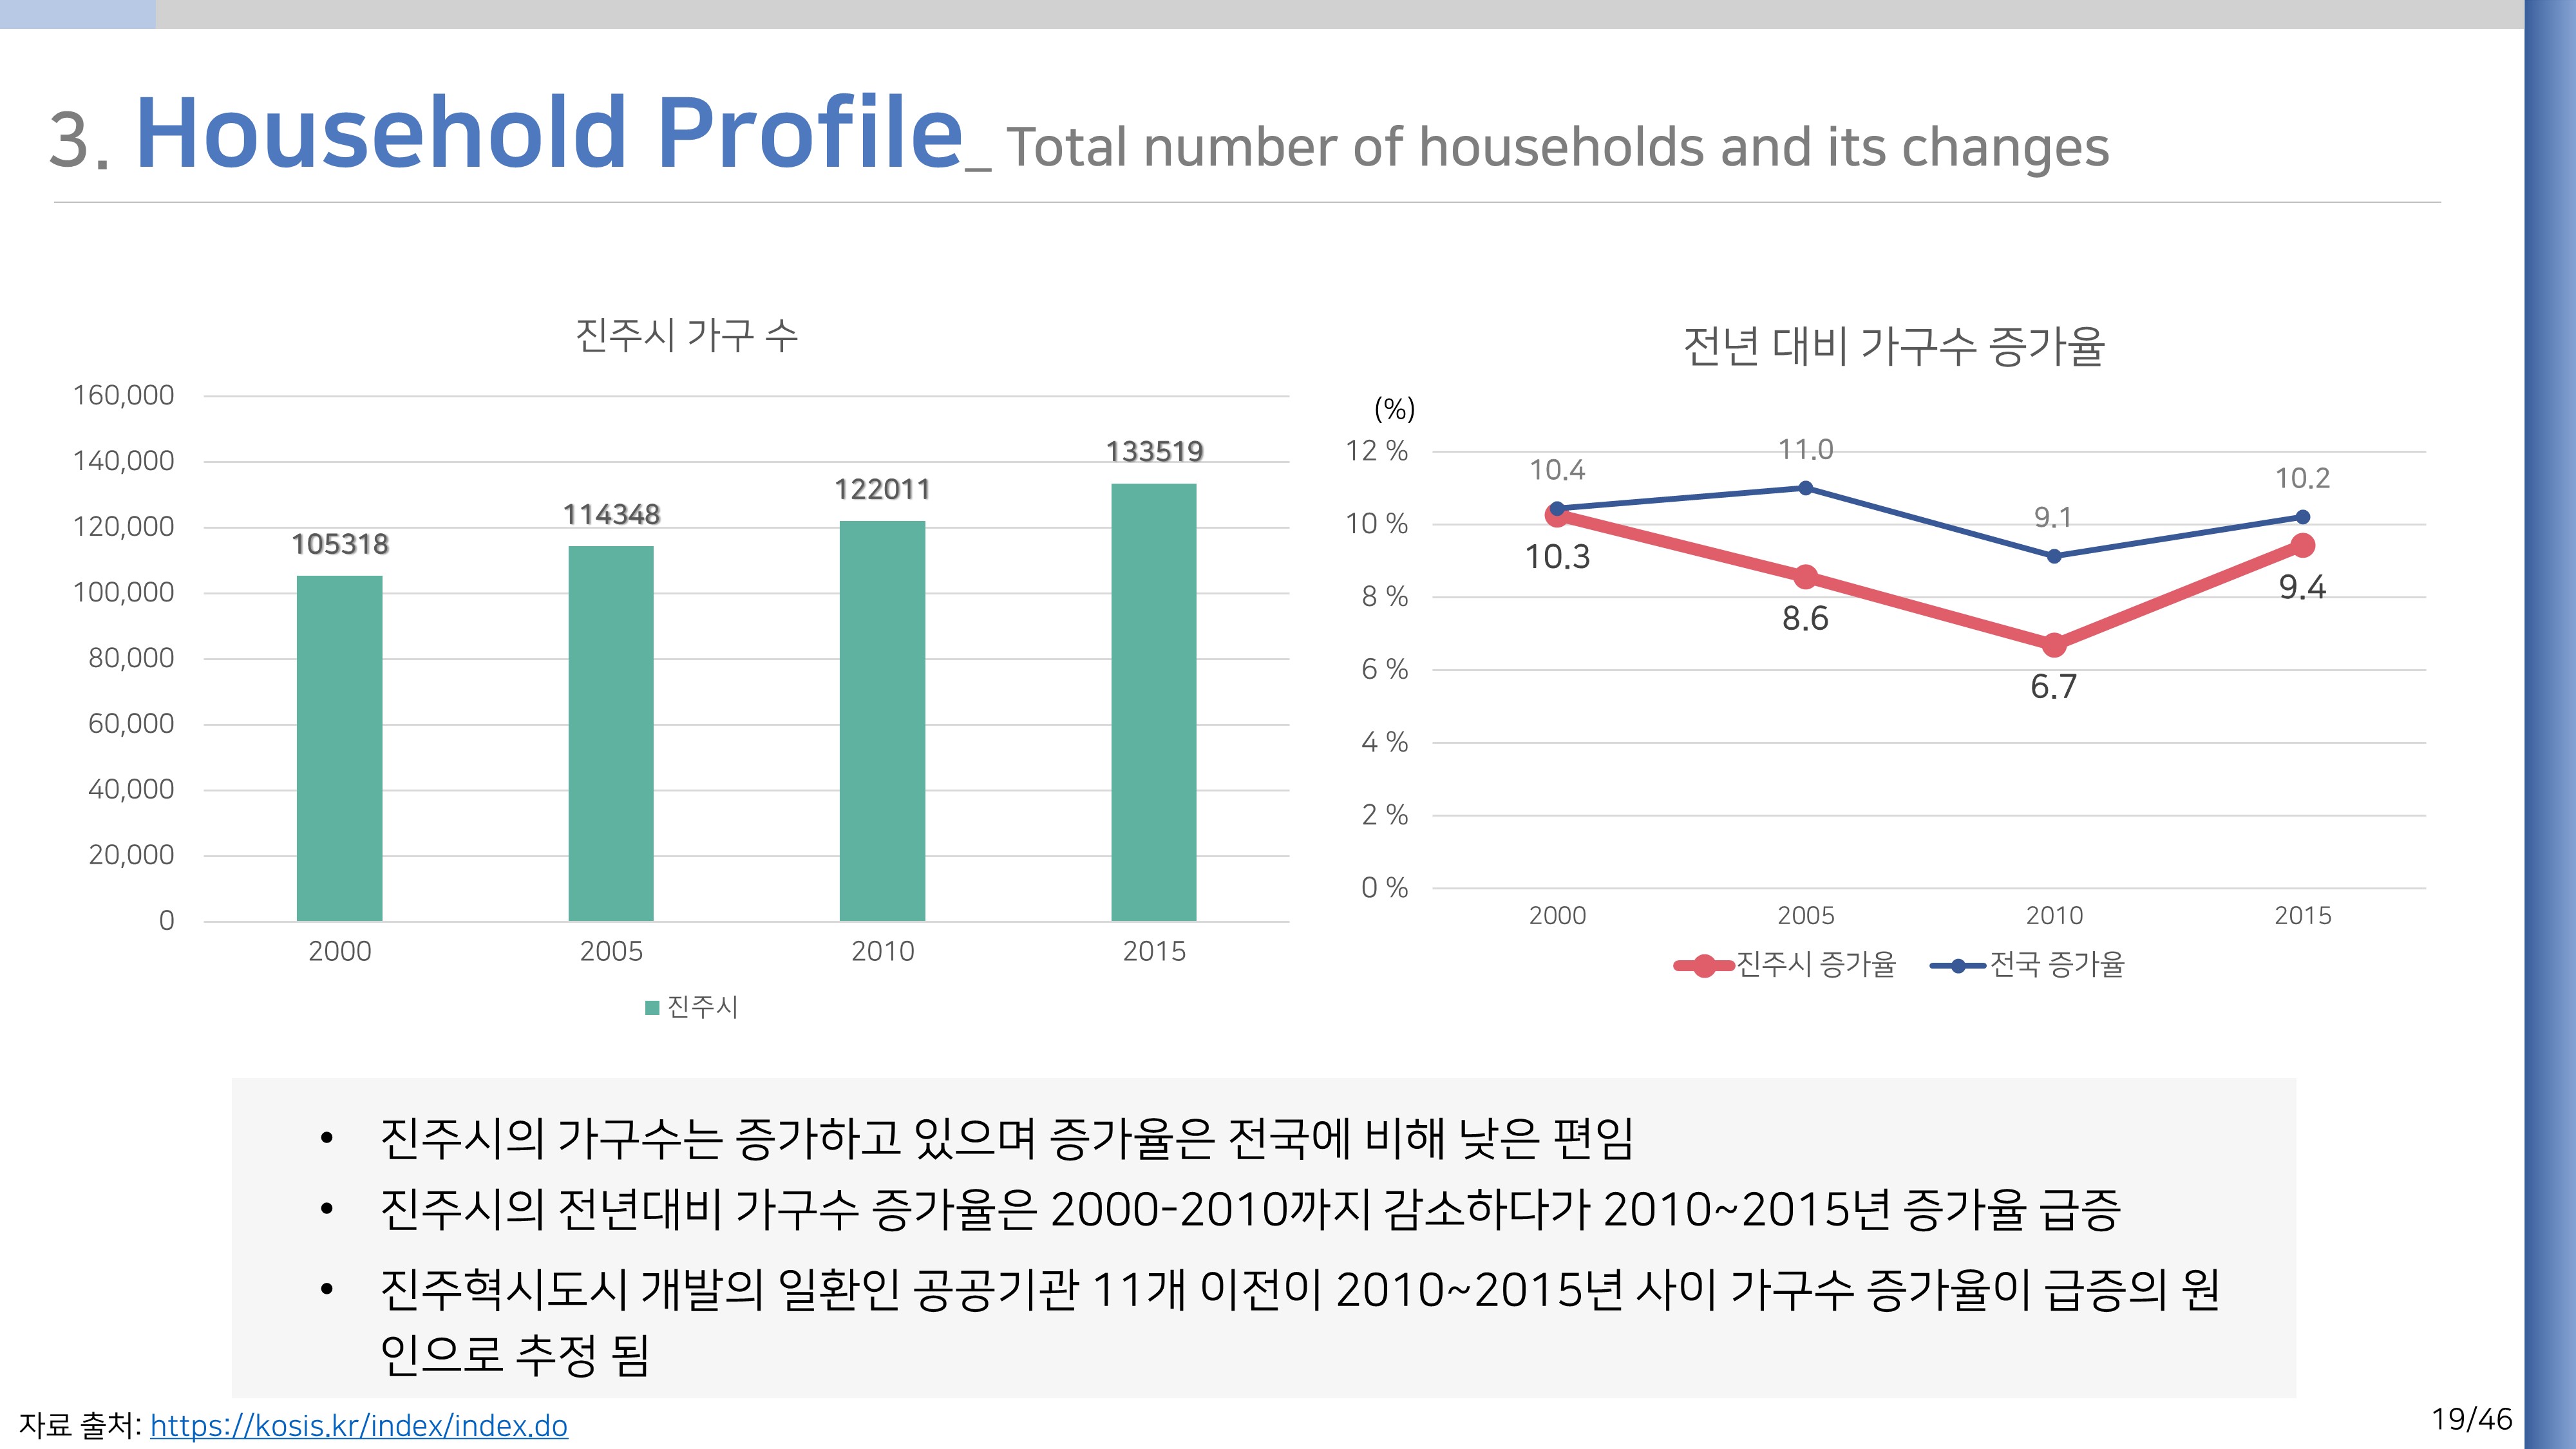 3. Household Profile_ Total number of households and its changes
진주시 가구 수
160,000
140,000
120,000
100,000
80,000
60,000
40,000
20,000
0
105318
114348
122011
133519
2000 2005 2010 2015
진주시
전년 대비 가구수 증가율
(%)
12 %
10 %
8 %
6 %
4 %
2 %
0 %
10.4 11.0 9.1 10.2
10.3 8.6 6.7 9.4
2000 2005 2010 2015
진주시 증가율 전국 증가율
• 진주시의 가구수는 증가하고 있으며 증가율은 전국에 비해 낮은 편임
• 진주시의 전년대비 가구수 증가율은 2000-2010까지 감소하다가 2010~2015년 증가율 급증
• 진주혁시도시 개발의 일환인 공공기관 11개 이전이 2010~2015년 사이 가구수 증가율이 급증의 원
인으로 추정 됨
자료 출처: https://kosis.kr/index/index.do
19/46